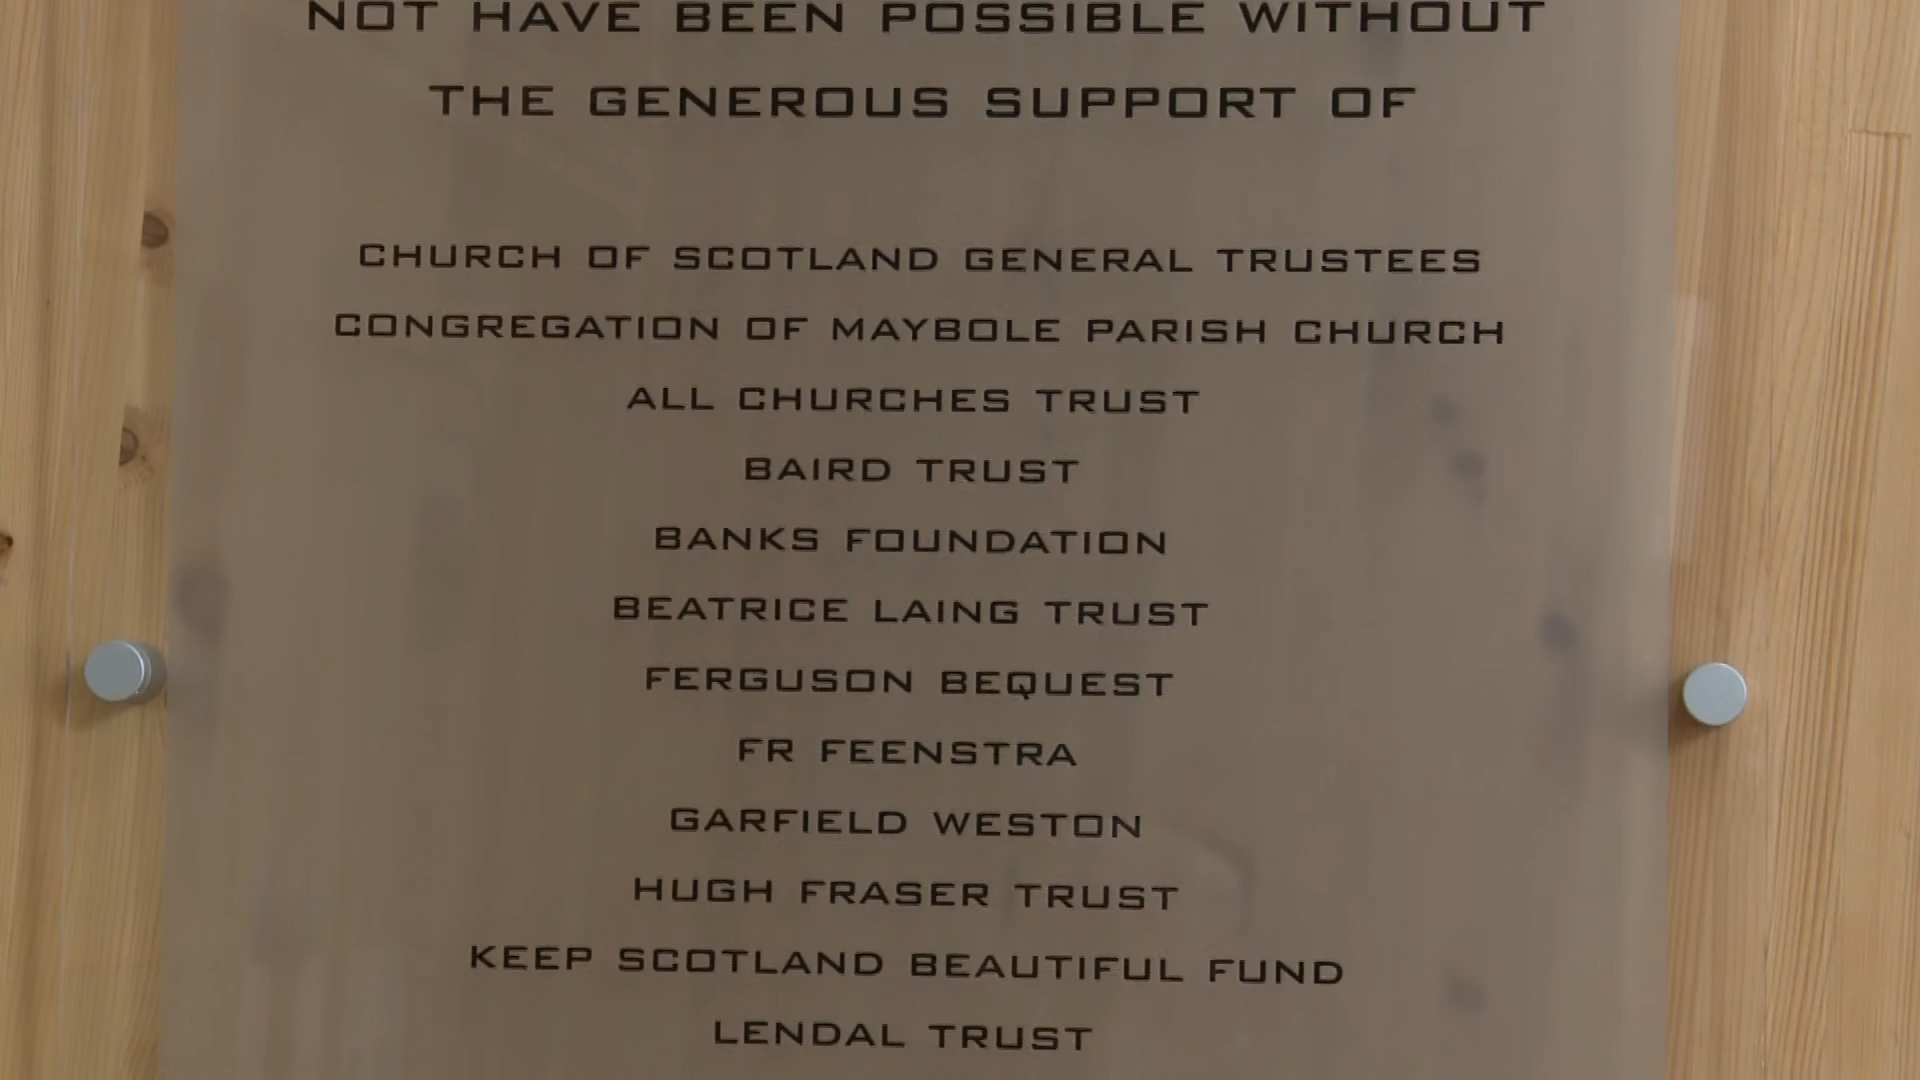 NOT HAVE BEEN POSSIBLE WITHOUT
THE GENEROUS SUPPORT OF
CHURCH OF SCOTLAND GENERAL TRUSTEES
CONGREGATION OF MAYBOLE PARISH CHURCH
ALL CHURCHES TRUST
BAIRD TRUST
BANKS FOUNDATION
BEATRICE LAING TRUST
FERGUSON BEQUEST
FR FEENSTRA
GARFIELD WESTON
HUGH FRASER TRUST
KEEP SCOTLAND BEAUTIFUL FUND
LENDAL TRUST